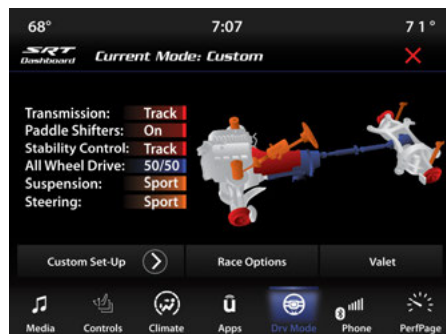 68° 7:07 71°
SRT Dashboard Current Mode: Custom
Transmission: Track
Paddle Shifters: On
Stability Control: Track
All Wheel Drive: 50/50
Suspension: Sport
Steering: Sport
Custom Set-Up Race Options Valet
Media Controls Climate Apps Drv Mode Phone PerfPage